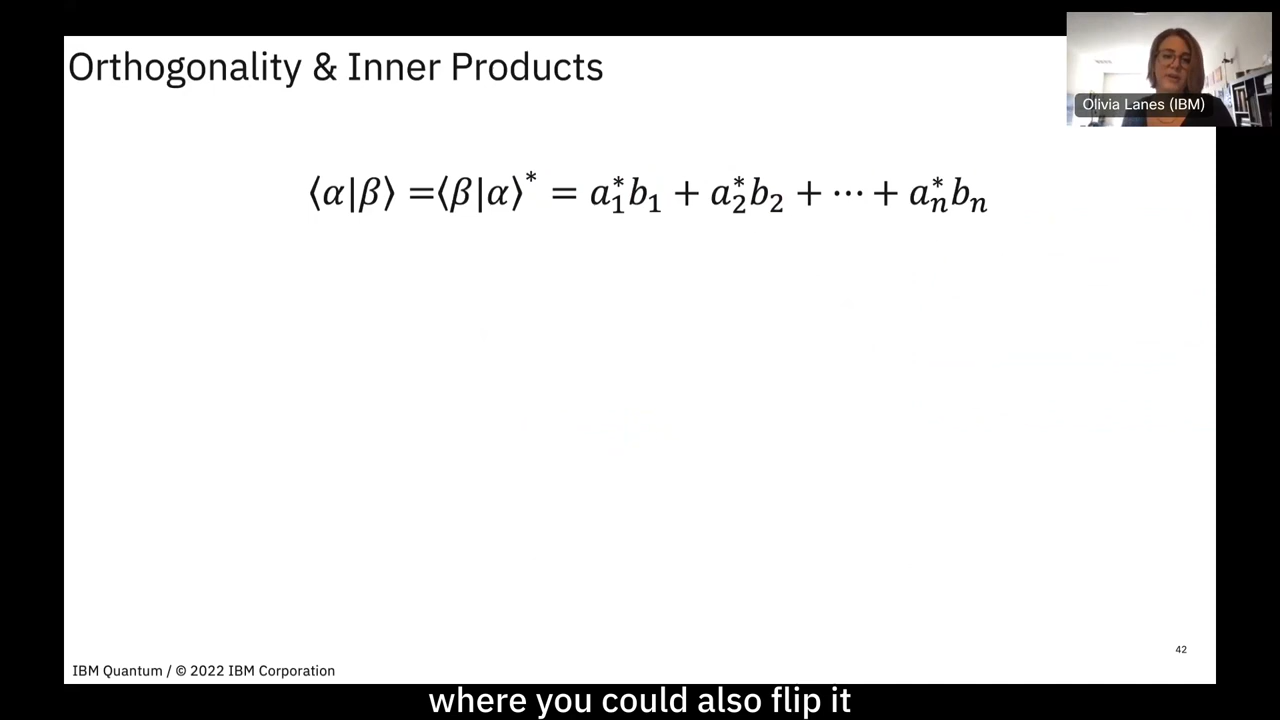 Orthogonality & Inner Products
Olivia Lanes (IBM)
⟨α|β⟩ =⟨β|α⟩* = a₁*b₁ + a₂*b₂ + ⋯ + aₙ*bₙ
42
IBM Quantum / © 2022 IBM Corporation
where you could also flip it